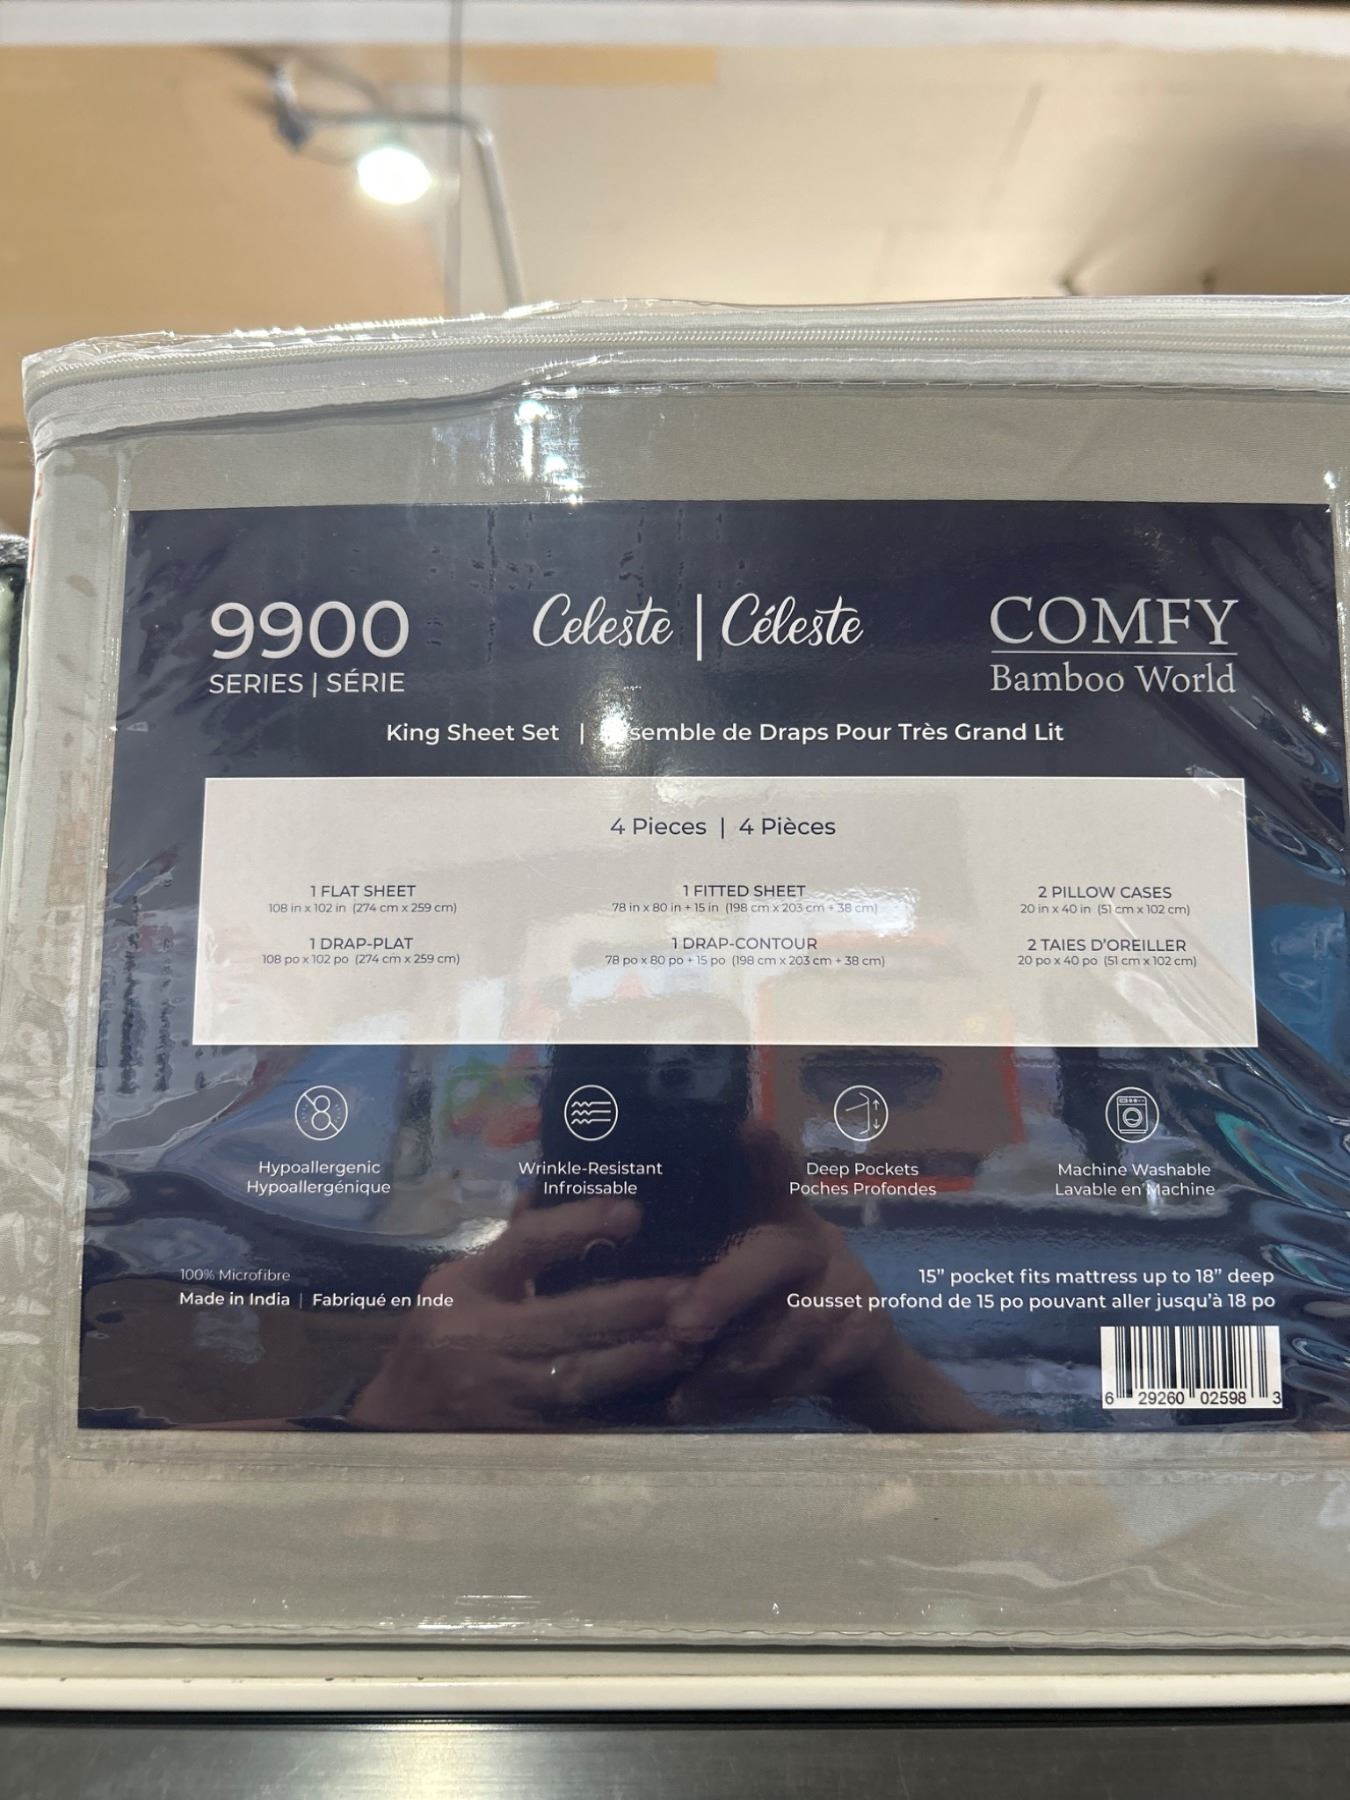 9900
SERIES | SÉRIE
Celeste | Céleste
COMFY
Bamboo World
King Sheet Set | semble de Draps Pour Très Grand Lit
4 Pieces | 4 Pièces
1 FLAT SHEET
108 in x 102 in (274 cm x 259 cm)
1 DRAP-PLAT
108 po x 102 po (274 cm x 259 cm)
1 FITTED SHEET
78 in x 80 in + 15 in (198 cm x 203 cm + 38 cm)
1 DRAP-CONTOUR
78 po x 80 po + 15 po (198 cm x 203 cm + 38 cm)
2 PILLOW CASES
20 in x 40 in (51 cm x 102 cm)
2 TAIES D'OREILLER
20 po x 40 po (51 cm x 102 cm)
Hypoallergenic
Hypoallergénique
Wrinkle-Resistant
Infroissable
Deep Pockets
Poches Profondes
Machine Washable
Lavable en Machine
100% Microfibre
Made in India | Fabriqué en Inde
15” pocket fits mattress up to 18” deep
Gousset profond de 15 po pouvant aller jusqu'à 18 po
6 29260 02598 3